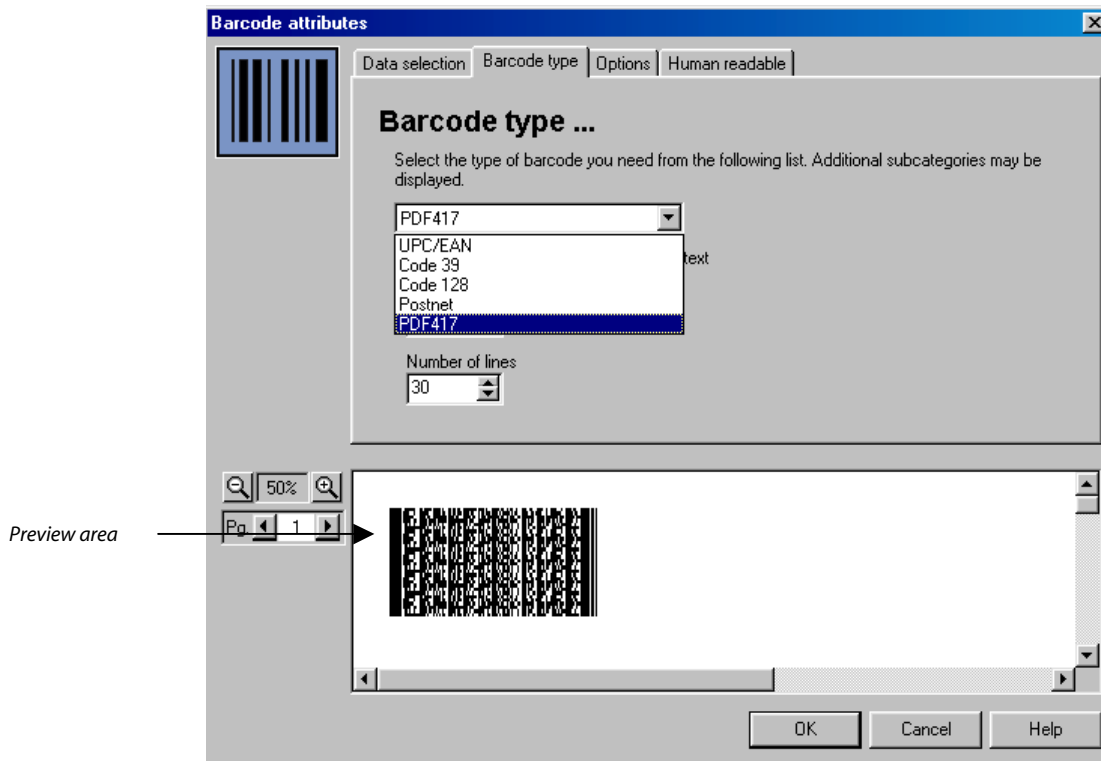 Barcode attributes
Data selection Barcode type Options Human readable
Barcode type ...
Select the type of barcode you need from the following list. Additional subcategories may be
displayed.
PDF417
UPC/EAN
Code 39
text
Code 128
Postnet
PDF417
Number of lines
30
50%
Pg. 1
Preview area
OK Cancel Help